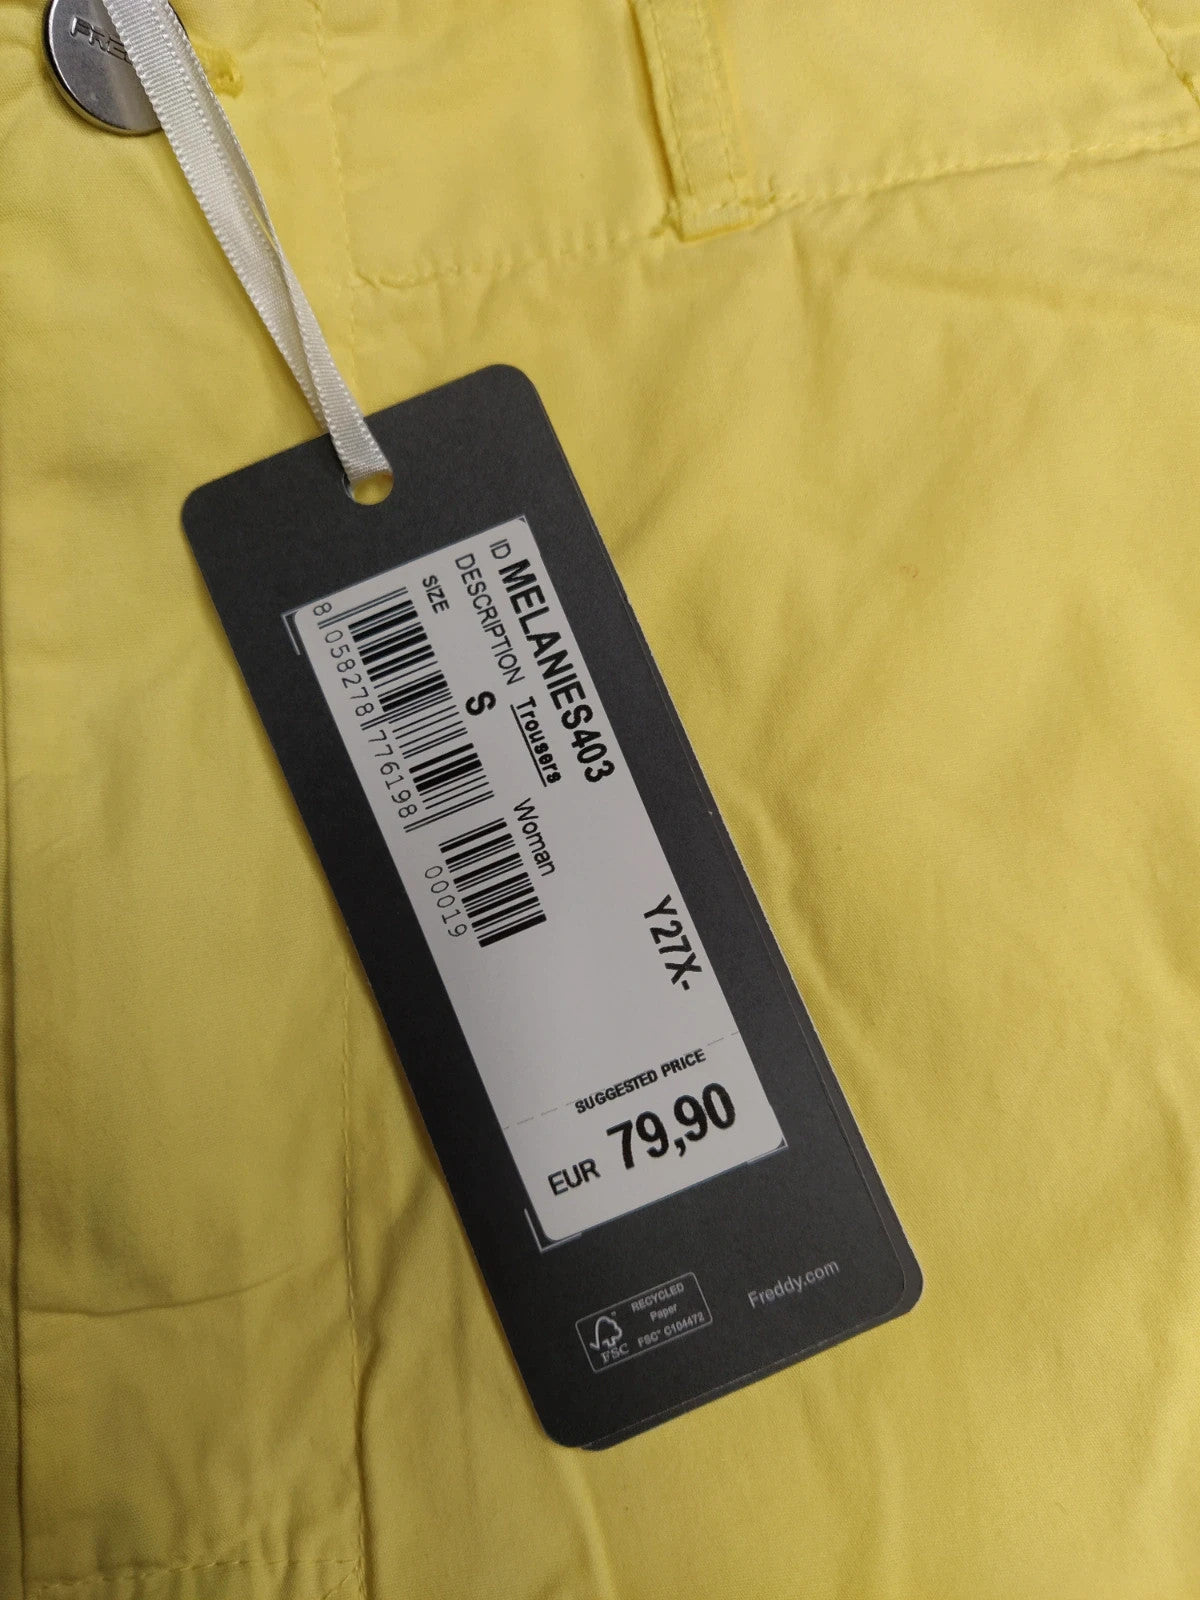 ID MELANIES403
Y27X-
DESCRIPTION Trousers
Woman
SIZE S
8 058278 776198
00019
SUGGESTED PRICE
EUR 79,90
RECYCLED
Paper
FSC® C104472
FSC
Freddy.com